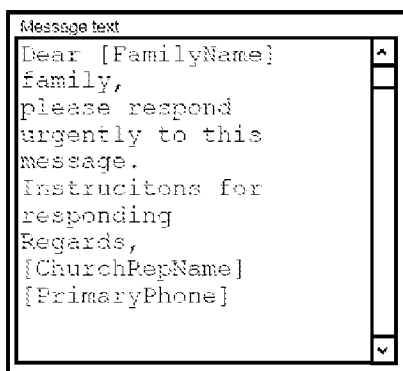 Message text
Dear [FamilyName]
family,
please respond
urgently to this
message.
Instrucitons for
responding
Regards,
[ChurchRepName]
[PrimaryPhone]